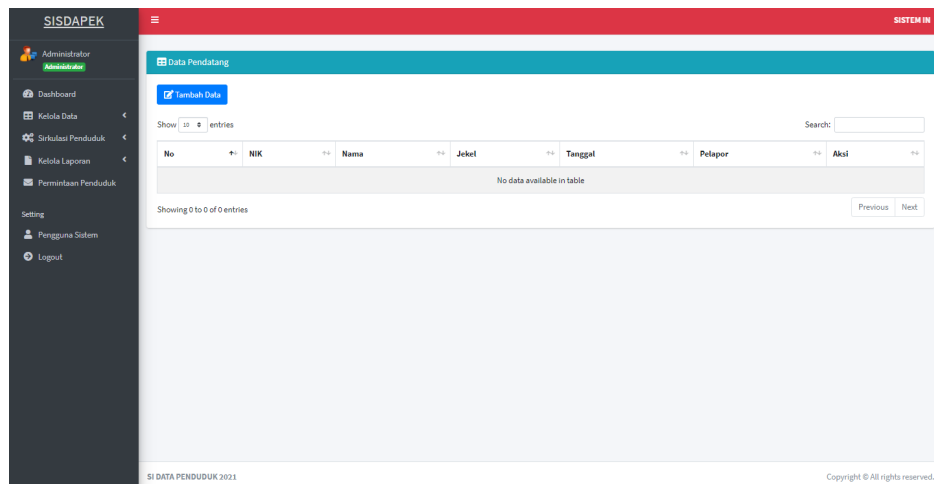 SISDAPEK
SISTEM IN
Administrator
Administrator
Dashboard
Kelola Data
Sirkulasi Penduduk
Kelola Laporan
Permintaan Penduduk
Setting
Pengguna Sistem
Logout
Data Pendatang
Tambah Data
Show 10 entries
Search:
No NIK Nama Jekel Tanggal Pelapor Aksi
No data available in table
Showing 0 to 0 of 0 entries
Previous Next
SI DATA PENDUDUK 2021
Copyright © All rights reserved.